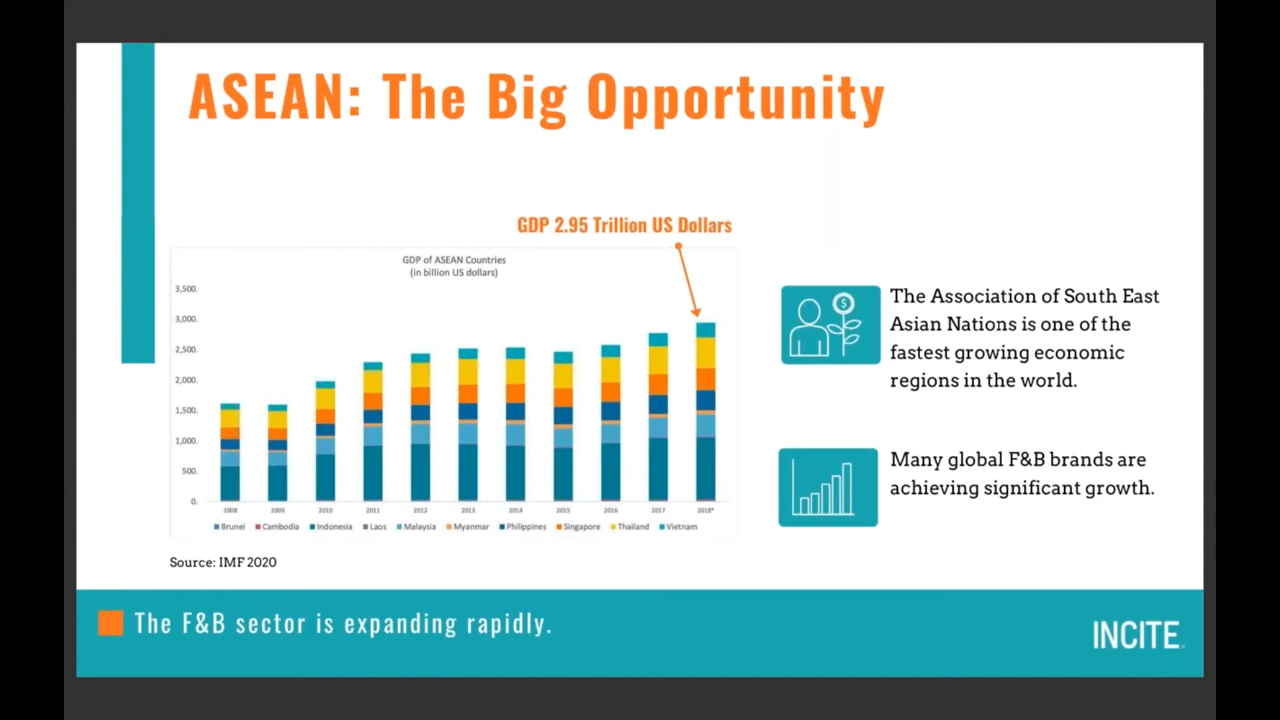 ASEAN: The Big Opportunity
GDP 2.95 Trillion US Dollars
GDP of ASEAN Countries
(in billion US dollars)
3,500.
3,000.
2,500.
2,000.
1,500.
1,000.
500.
0.
2008 2009 2010 2011 2012 2013 2014 2015 2016 2017 2018*
Brunei Cambodia Indonesia Laos Malaysia Myanmar Philippines Singapore Thailand Vietnam
Source: IMF 2020
$
The Association of South East
Asian Nations is one of the
fastest growing economic
regions in the world.
Many global F&B brands are
achieving significant growth.
The F&B sector is expanding rapidly.
INCITE